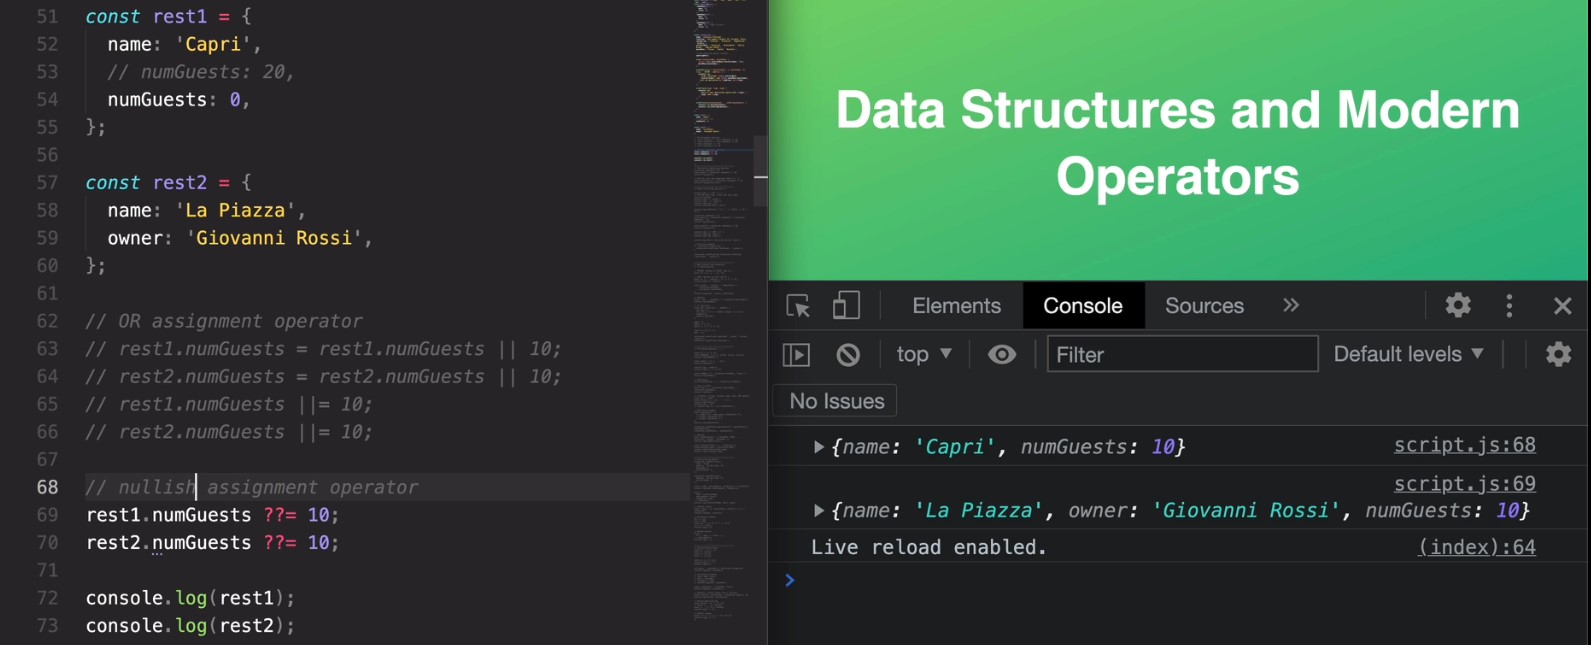 51 const rest1 = {
52 name: 'Capri',
53 // numGuests: 20,
54 numGuests: 0,
55 };
56
57 const rest2 = {
58 name: 'La Piazza',
59 owner: 'Giovanni Rossi',
60 };
61
62 // OR assignment operator
63 // rest1.numGuests = rest1.numGuests || 10;
64 // rest2.numGuests = rest2.numGuests || 10;
65 // rest1.numGuests ||= 10;
66 // rest2.numGuests ||= 10;
67
68 // nullish assignment operator
69 rest1.numGuests ??= 10;
70 rest2.numGuests ??= 10;
71
72 console.log(rest1);
73 console.log(rest2);
Data Structures and Modern
Operators
Elements Console Sources »
top Filter Default levels
No Issues
{name: 'Capri', numGuests: 10} script.js:68
script.js:69
{name: 'La Piazza', owner: 'Giovanni Rossi', numGuests: 10}
Live reload enabled. (index):64